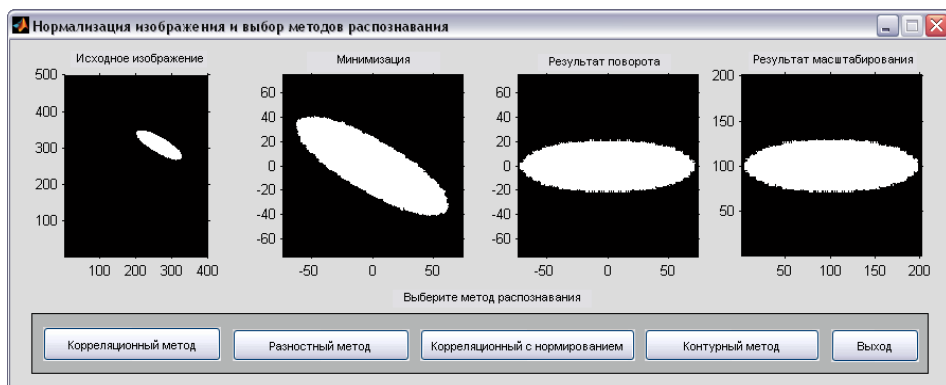 Нормализация изображения и выбор методов распознавания
Исходное изображение
Минимизация
Результат поворота
Результат масштабирования
500
400
300
200
100
100 200 300 400
60
40
20
0
-20
-40
-60
-50 0 50
60
40
20
0
-20
-40
-60
-50 0 50
200
150
100
50
50 100 150 200
Выберите метод распознавания
Корреляционный метод
Разностный метод
Корреляционный с нормированием
Контурный метод
Выход